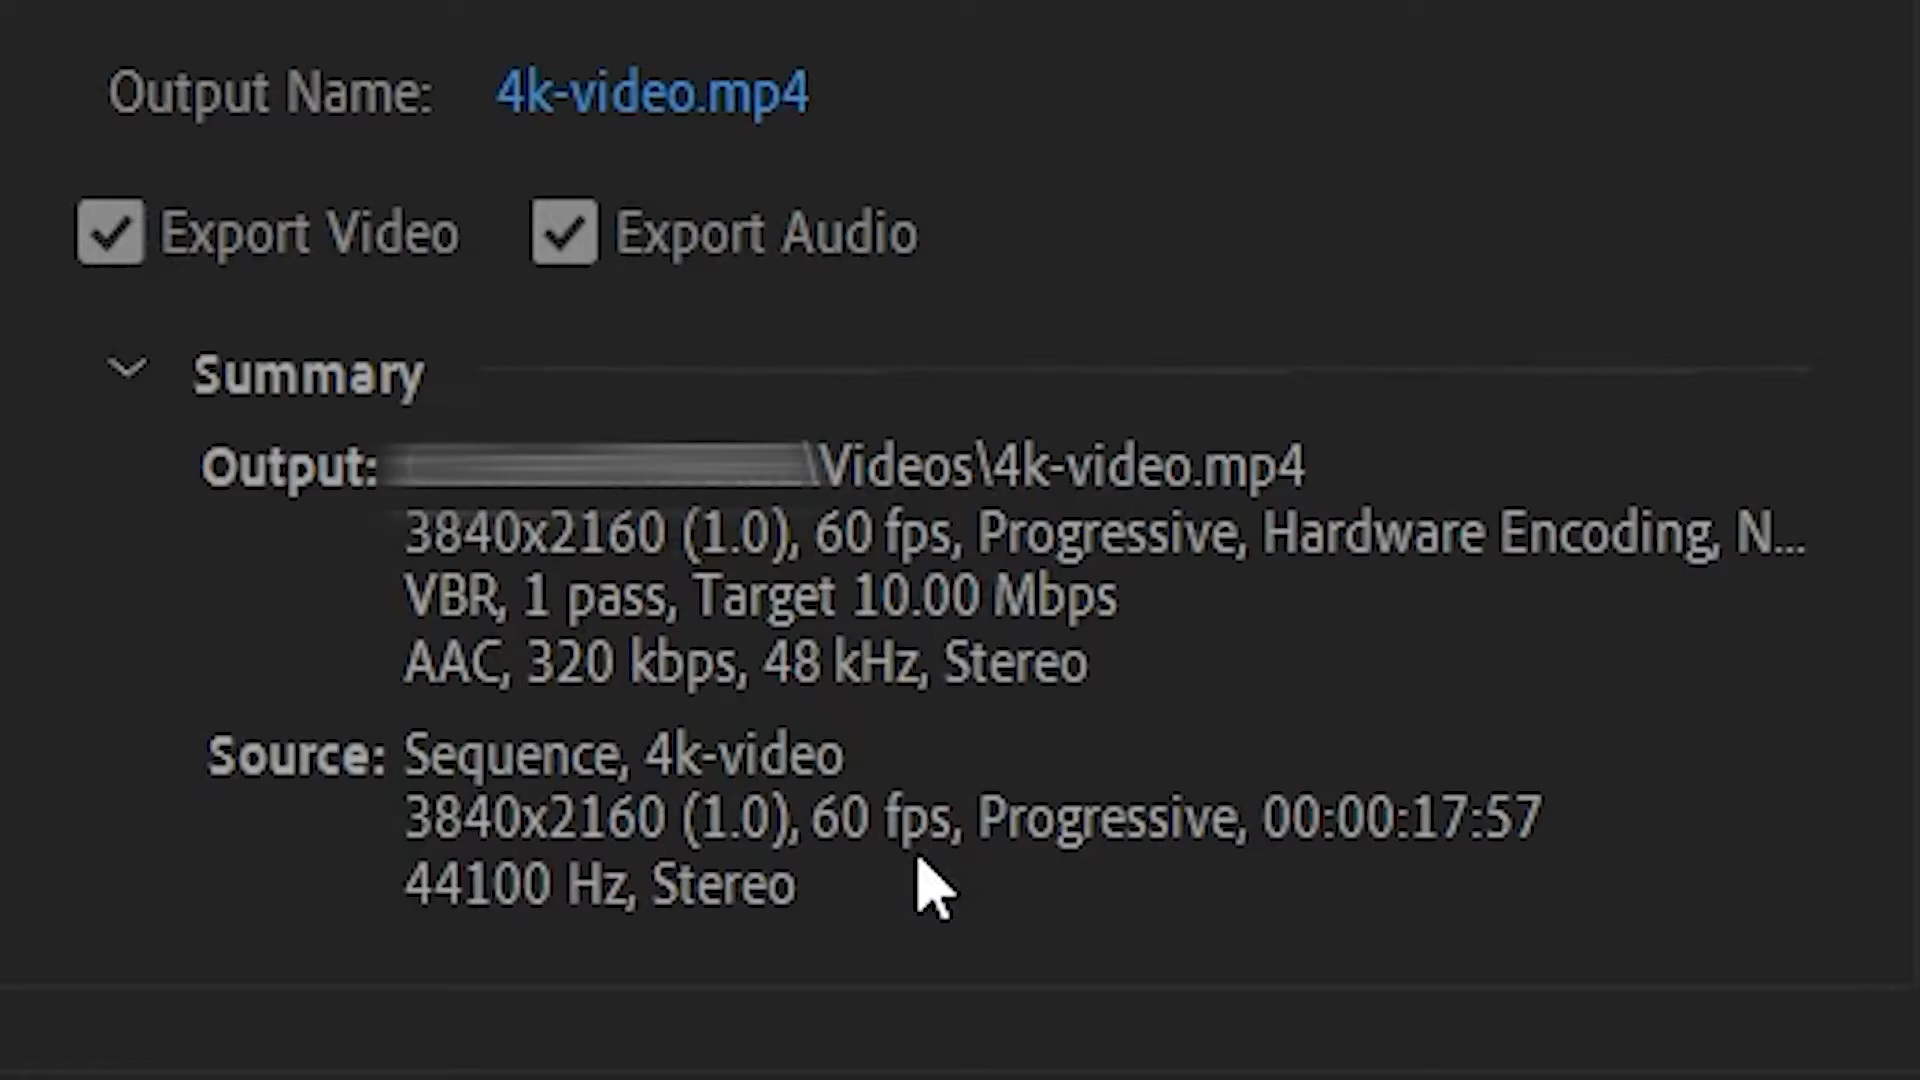 Output Name: 4k-video.mp4
Export Video Export Audio
Summary
Output: \Videos\4k-video.mp4
3840x2160 (1.0), 60 fps, Progressive, Hardware Encoding, N...
VBR, 1 pass, Target 10.00 Mbps
AAC, 320 kbps, 48 kHz, Stereo
Source: Sequence, 4k-video
3840x2160 (1.0), 60 fps, Progressive, 00:00:17:57
44100 Hz, Stereo